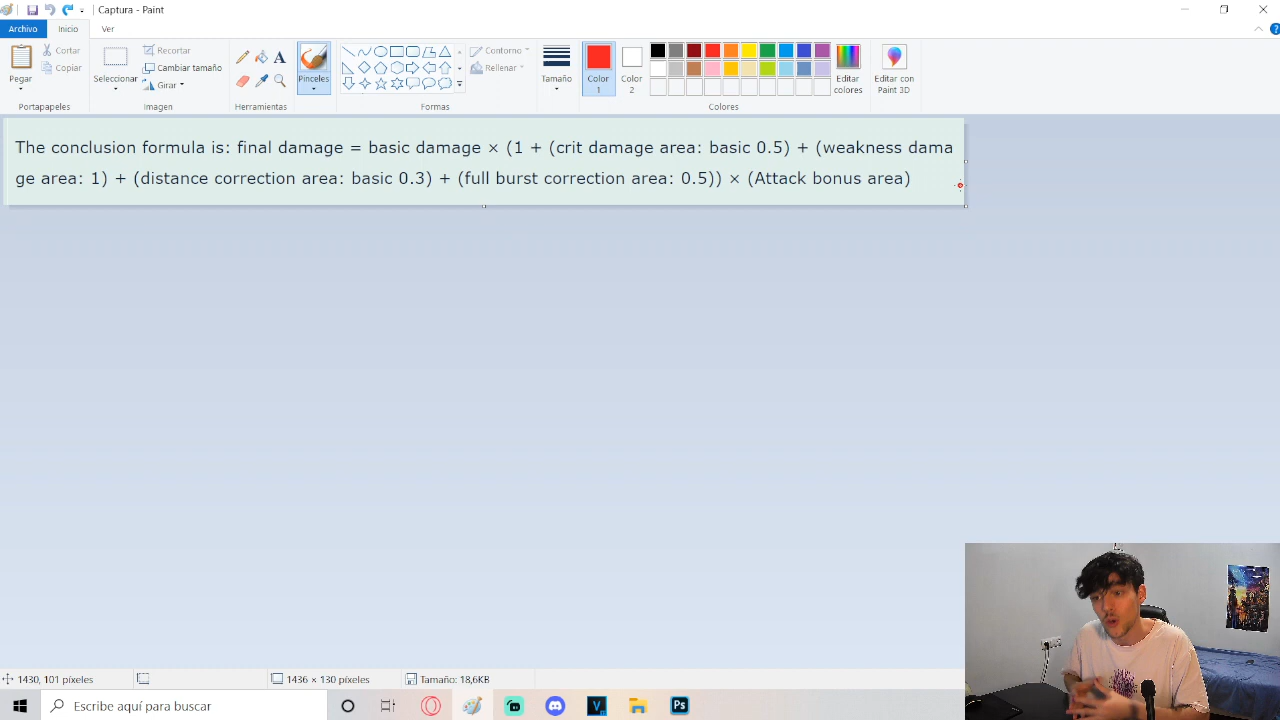 Captura - Paint
Archivo Inicio Ver
Pegar
Cortar
Copiar
Portapapeles
Seleccionar
Recortar
Cambiar tamaño
Girar
Imagen
A
Herramientas
Pinceles
Contorno
Rellenar
Formas
Tamaño
Color
1
Color
2
Editar
colores
Colores
Editar con
Paint 3D
The conclusion formula is: final damage = basic damage × (1 + (crit damage area: basic 0.5) + (weakness dama
ge area: 1) + (distance correction area: basic 0.3) + (full burst correction area: 0.5)) × (Attack bonus area)
1430, 101 píxeles
1436 × 130 píxeles
Tamaño: 18,6KB
Escribe aquí para buscar
Ps